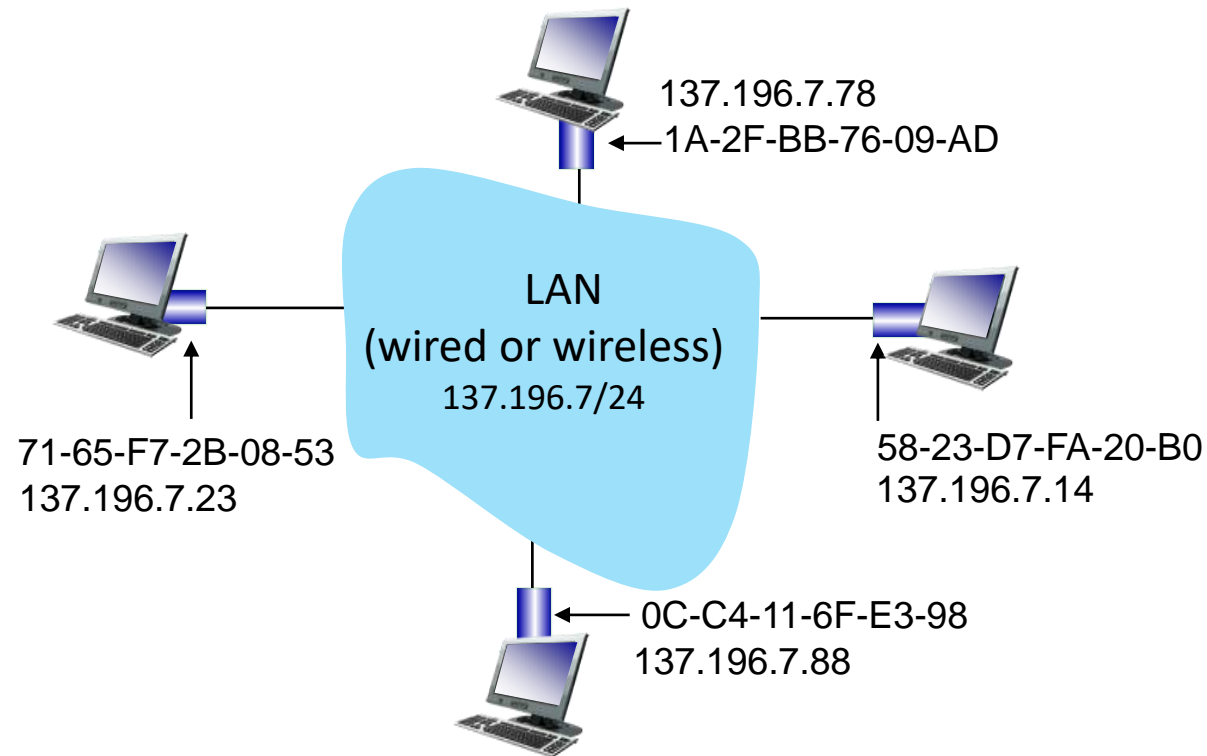 137.196.7.78
1A-2F-BB-76-09-AD
LAN
(wired or wireless)
137.196.7/24
71-65-F7-2B-08-53
137.196.7.23
58-23-D7-FA-20-B0
137.196.7.14
0C-C4-11-6F-E3-98
137.196.7.88